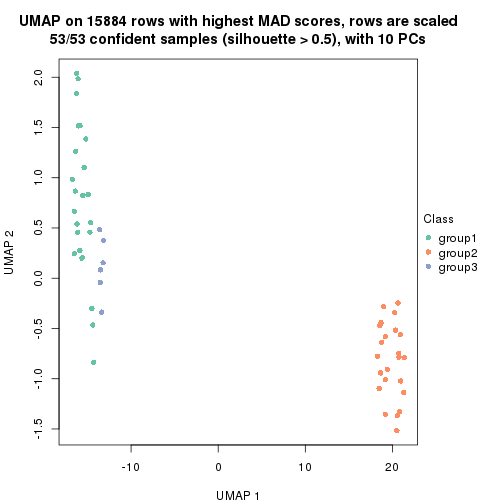 UMAP on 15884 rows with highest MAD scores, rows are scaled
53/53 confident samples (silhouette > 0.5), with 10 PCs
2.0
1.5
1.0
0.5
0.0
-0.5
-1.0
-1.5
UMAP 2
-10
0
10
20
UMAP 1
Class
group1
group2
group3